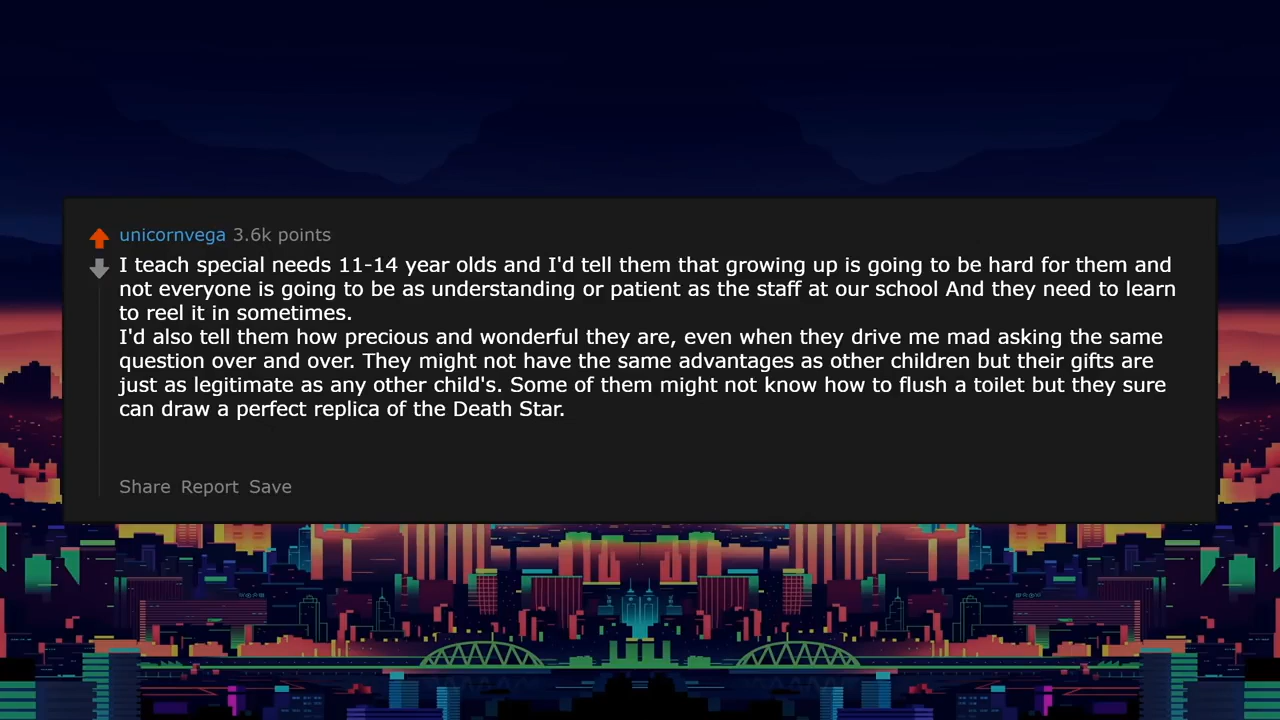 unicornvega 3.6k points
I teach special needs 11-14 year olds and I'd tell them that growing up is going to be hard for them and
not everyone is going to be as understanding or patient as the staff at our school And they need to learn
to reel it in sometimes.
I'd also tell them how precious and wonderful they are, even when they drive me mad asking the same
question over and over. They might not have the same advantages as other children but their gifts are
just as legitimate as any other child's. Some of them might not know how to flush a toilet but they sure
can draw a perfect replica of the Death Star.
Share Report Save